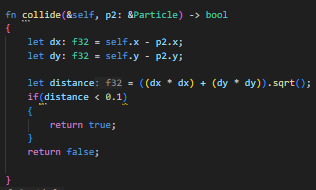 fn collide(&self, p2: &Particle) -> bool
{
let dx: f32 = self.x - p2.x;
let dy: f32 = self.y - p2.y;
let distance: f32 = ((dx * dx) + (dy * dy)).sqrt();
if(distance < 0.1)
{
return true;
}
return false;
}